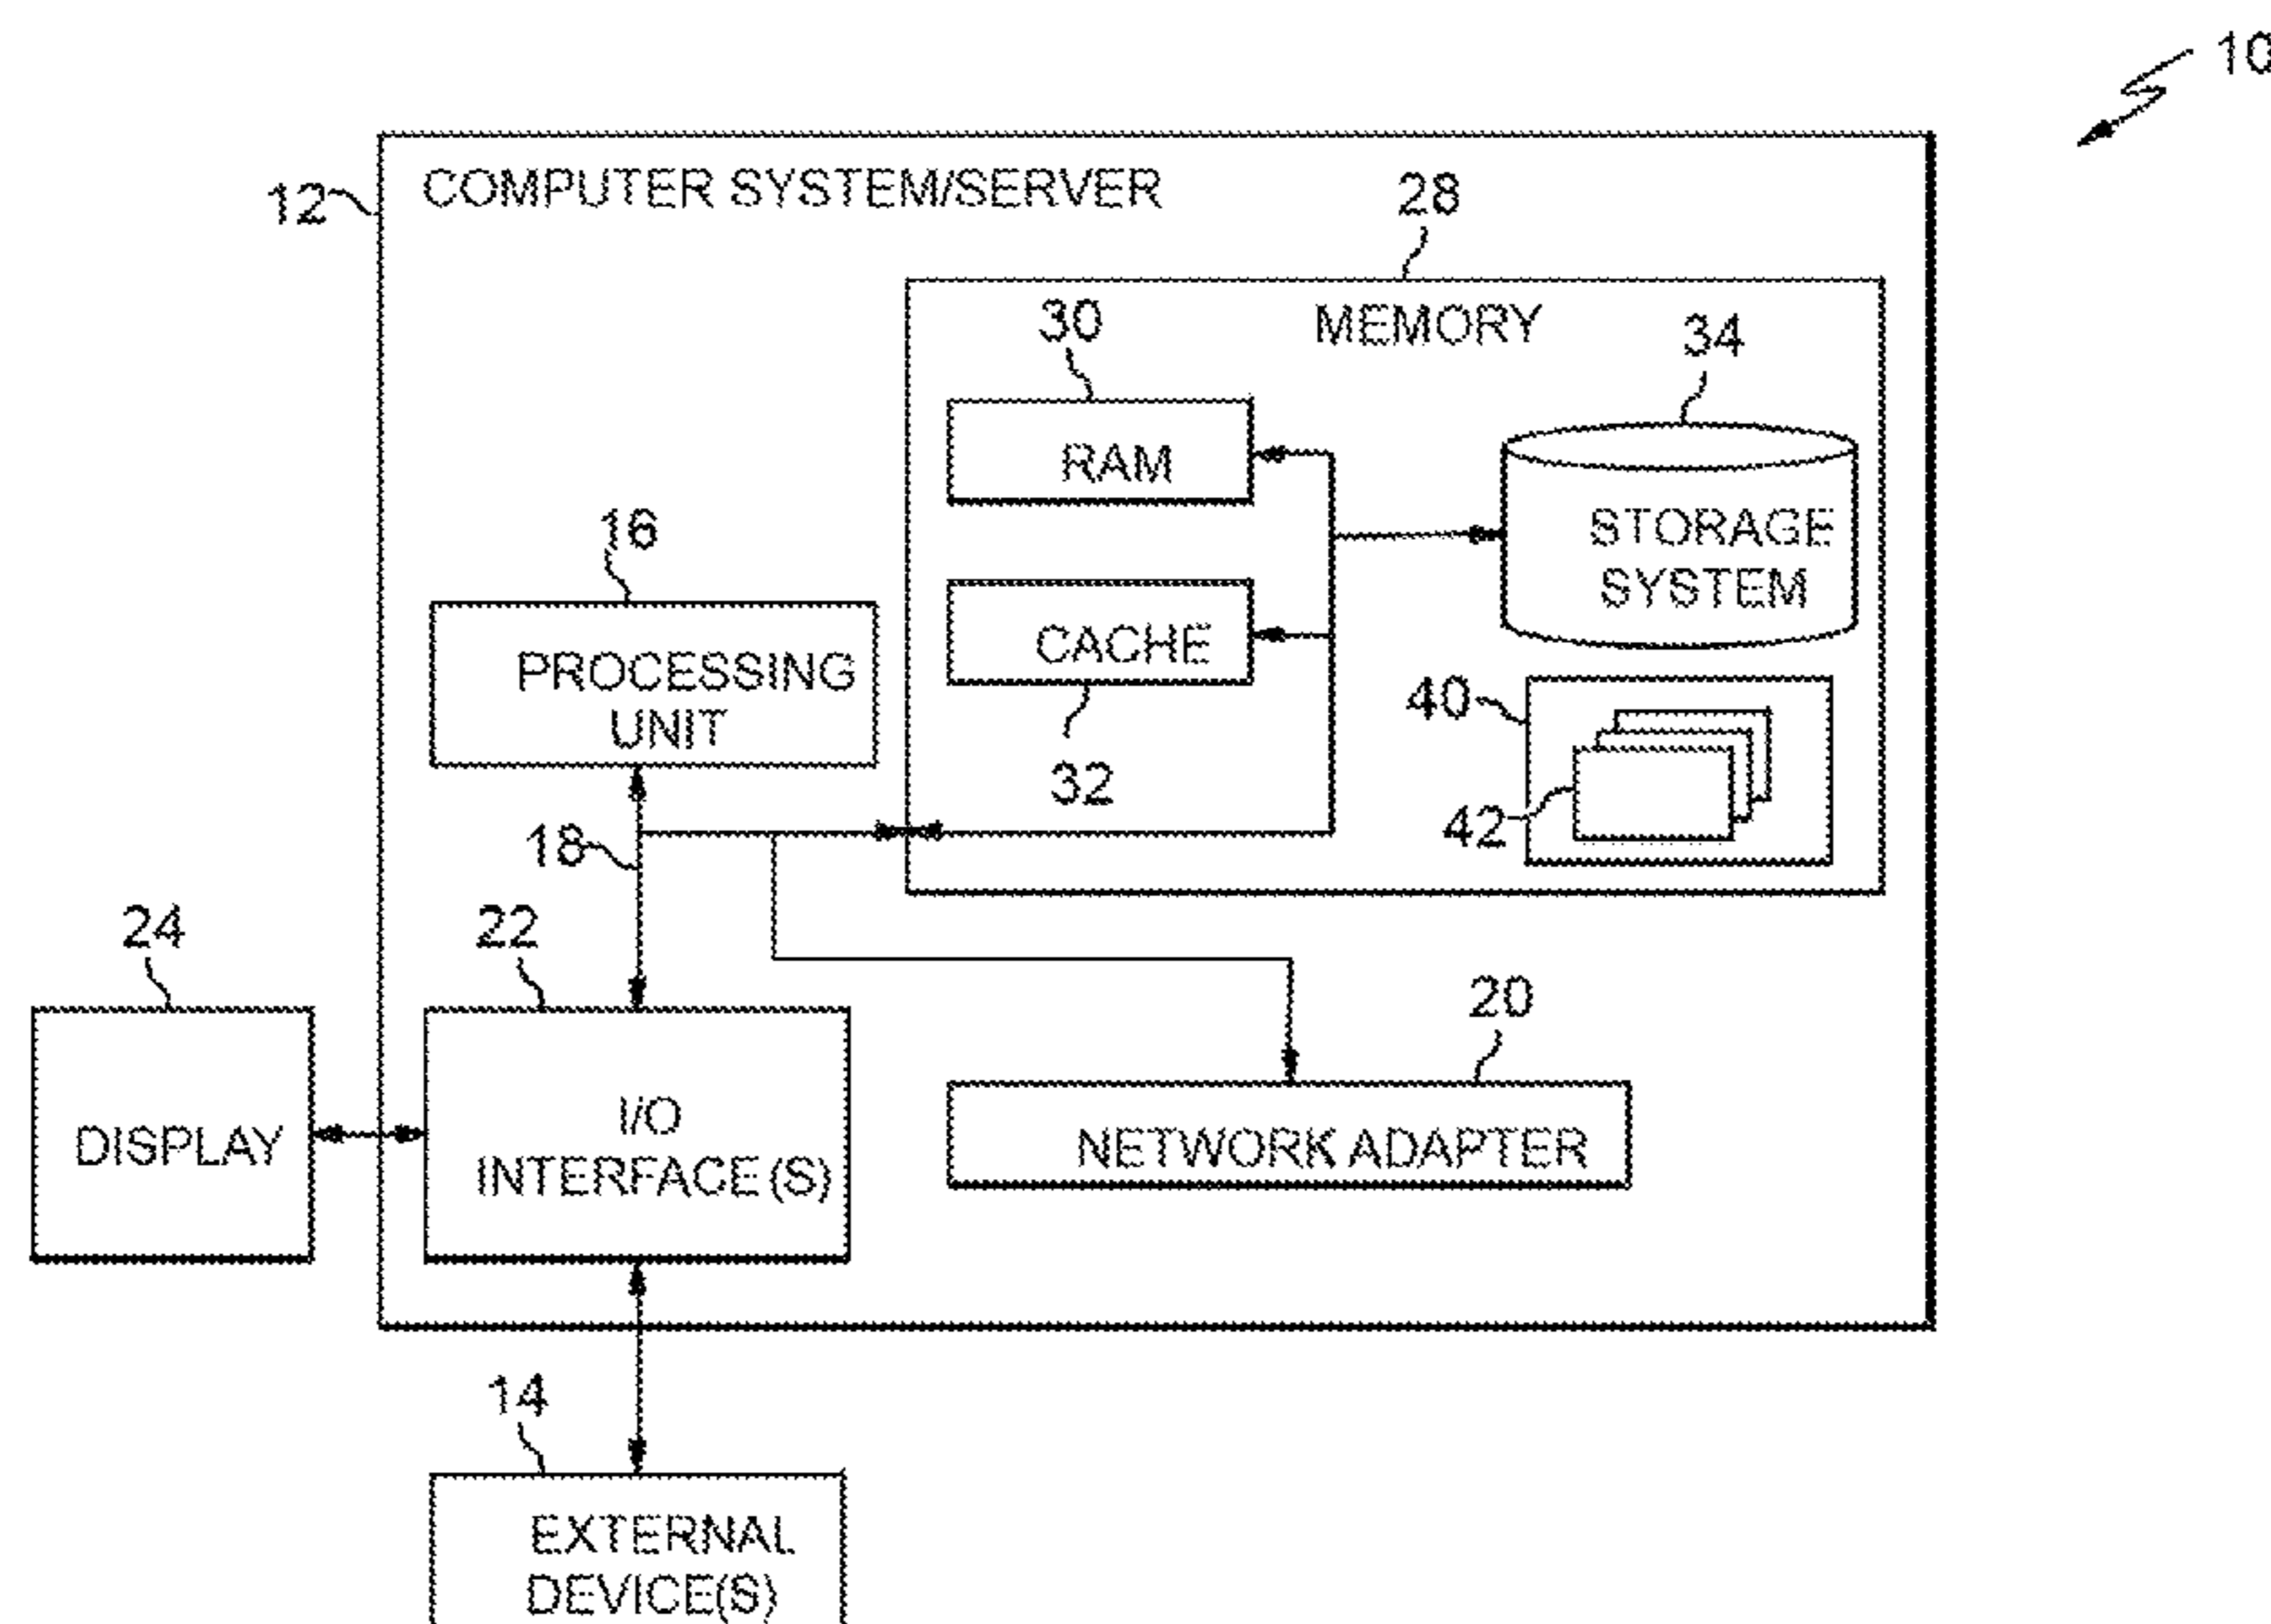 10
12
COMPUTER SYSTEM/SERVER
28
MEMORY
30
34
RAM
STORAGE
SYSTEM
16
PROCESSING
UNIT
CACHE
32
40
42
18
24
22
20
DISPLAY
I/O
INTERFACE(S)
NETWORK ADAPTER
14
EXTERNAL
DEVICE(S)